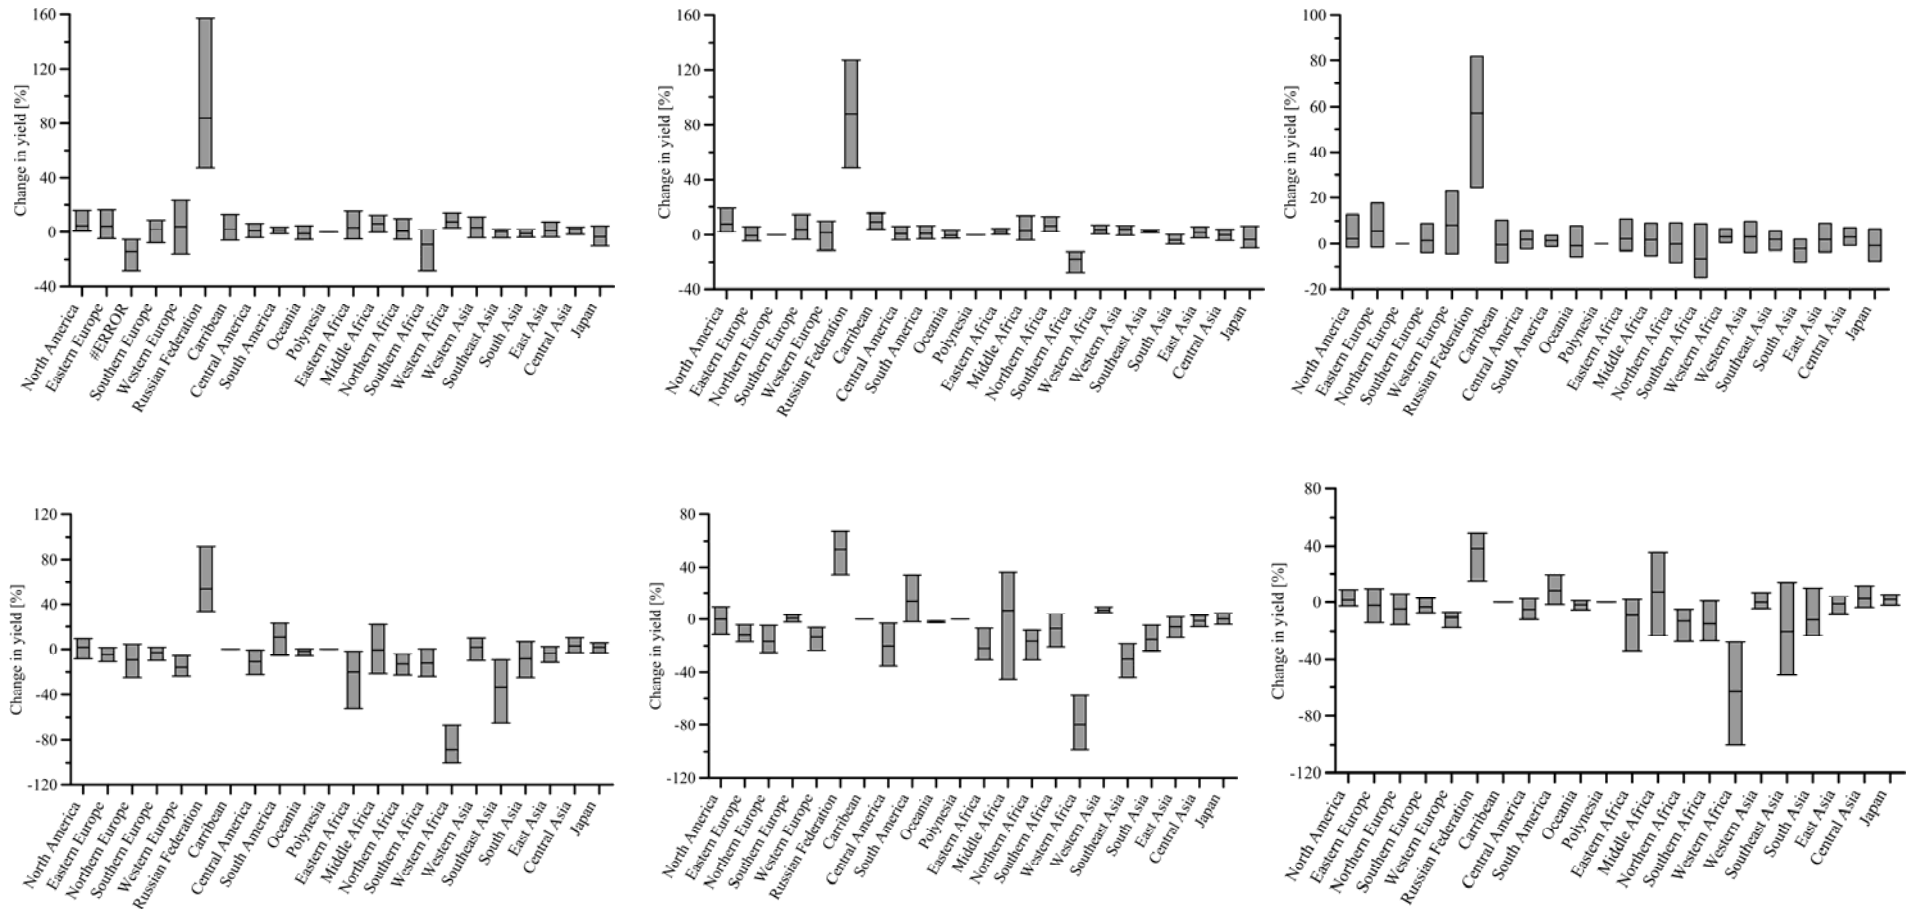 160
120
80
40
0
-40
Change in yield [%]
North America
Eastern Europe
#ERROR
Southern Europe
Western Europe
Russian Federation
Carribean
Central America
South America
Oceania
Polynesia
Eastern Africa
Middle Africa
Northern Africa
Southern Africa
Western Africa
Western Asia
Southeast Asia
South Asia
East Asia
Central Asia
Japan
160
120
80
40
0
-40
Change in yield [%]
North America
Eastern Europe
Northern Europe
Southern Europe
Western Europe
Russian Federation
Carribean
Central America
South America
Oceania
Polynesia
Eastern Africa
Middle Africa
Northern Africa
Southern Africa
Western Africa
Western Asia
Southeast Asia
South Asia
East Asia
Central Asia
Japan
100
80
60
40
20
0
-20
Change in yield [%]
North America
Eastern Europe
Northern Europe
Southern Europe
Western Europe
Russian Federation
Carribean
Central America
South America
Oceania
Polynesia
Eastern Africa
Middle Africa
Northern Africa
Southern Africa
Western Africa
Western Asia
Southeast Asia
South Asia
East Asia
Central Asia
Japan
120
80
40
0
-40
-80
-120
Change in yield [%]
North America
Eastern Europe
Northern Europe
Southern Europe
Western Europe
Russian Federation
Carribean
Central America
South America
Oceania
Polynesia
Eastern Africa
Middle Africa
Northern Africa
Southern Africa
Western Africa
Western Asia
Southeast Asia
South Asia
East Asia
Central Asia
Japan
80
40
0
-40
-80
-120
Change in yield [%]
North America
Eastern Europe
Northern Europe
Southern Europe
Western Europe
Russian Federation
Carribean
Central America
South America
Oceania
Polynesia
Eastern Africa
Middle Africa
Northern Africa
Southern Africa
Western Africa
Western Asia
Southeast Asia
South Asia
East Asia
Central Asia
Japan
80
40
0
-40
-80
-120
Change in yield [%]
North America
Eastern Europe
Northern Europe
Southern Europe
Western Europe
Russian Federation
Carribean
Central America
South America
Oceania
Polynesia
Eastern Africa
Middle Africa
Northern Africa
Southern Africa
Western Africa
Western Asia
Southeast Asia
South Asia
East Asia
Central Asia
Japan